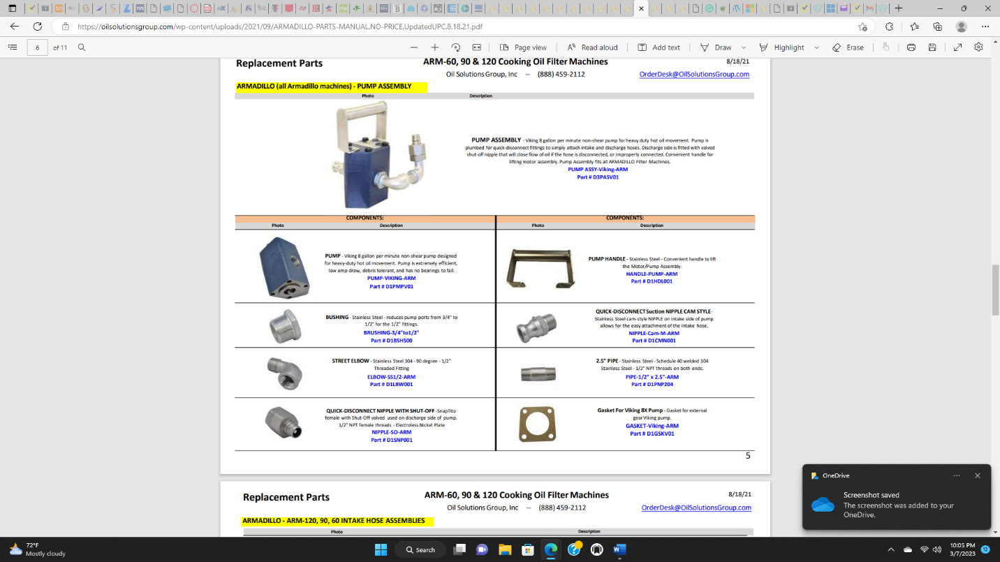 https://oilsolutionsgroup.com/wp-content/uploads/2021/09/ARMADILLO-PARTS-MANUAL.NO-PRICE.UpdatedUPC.8.18.21.pdf
6 of 11 Page view Read aloud Add text Draw Highlight Erase
Replacement Parts ARM-60, 90 & 120 Cooking Oil Filter Machines 8/18/21
Oil Solutions Group, Inc -- (888) 459-2112 OrderDesk@OilSolutionsGroup.com
ARMADILLO (all Armadillo machines) - PUMP ASSEMBLY
Photo Description
PUMP ASSEMBLY - Viking 8 gallon per minute non-shear pump for heavy duty hot oil movement. Pump is
plumbed for quick-disconnect fittings to simply attach intake and discharge hoses. Discharge side is fitted with valved
shut-off nipple that will close flow of oil if the hose is disconnected, or improperly connected. Convenient handle for
lifting motor assembly. Pump Assembly fits all ARMADILLO Filter Machines.
PUMP ASSY-Viking-ARM
Part # D3PASV01
COMPONENTS: COMPONENTS:
Photo Description Photo Description
PUMP - Viking 8 gallon per minute non-shear pump designed
for heavy-duty hot oil movement. Pump is extremely efficient,
low amp-draw, debris tolerant, and has no bearings to fail.
PUMP-VIKING-ARM
Part # D1PMPV01
PUMP HANDLE - Stainless Steel - Convenient handle to lift
the Motor/Pump Assembly.
HANDLE-PUMP-ARM
Part # D1HDL001
BUSHING - Stainless Steel - reduces pump ports from 3/4" to
1/2" for the 1/2" fittings.
BRUSHING-3/4"to1/2"
Part # D1BSH500
QUICK-DISCONNECT Suction NIPPLE CAM STYLE-
Stainless Steel cam-style NIPPLE on intake side of pump
allows for the easy attachment of the intake hose.
NIPPLE-Cam-M-ARM
Part # D1CMN001
STREET ELBOW - Stainless Steel 304 - 90 degree - 1/2"
Threaded Fitting
ELBOW-SS1/2-ARM
Part # D1LBW001
2.5" PIPE - Stainless Steel - Schedule 40 welded 304
Stainless Steel - 1/2" NPT threads on both ends.
PIPE-1/2" x 2.5"-ARM
Part # D1PNP204
QUICK-DISCONNECT NIPPLE WITH SHUT-OFF -SnapTite
female with Shut-Off valved used on discharge side of pump.
1/2" NPT female threads - Electroless Nickel Plate
NIPPLE-SO-ARM
Part # D1SNP001
Gasket For Viking 8X Pump - Gasket for external
gear Viking pump.
GASKET-Viking-ARM
Part # D1GSKV01
5
Replacement Parts ARM-60, 90 & 120 Cooking Oil Filter Machines 8/18/21
Oil Solutions Group, Inc -- (888) 459-2112 OrderDesk@OilSolutionsGroup.com
ARMADILLO - ARM-120, 90, 60 INTAKE HOSE ASSEMBLIES
Photo Description
OneDrive
Screenshot saved
The screenshot was added to your
OneDrive.
72°F
Mostly cloudy
Search
10:05 PM
3/7/2023
12